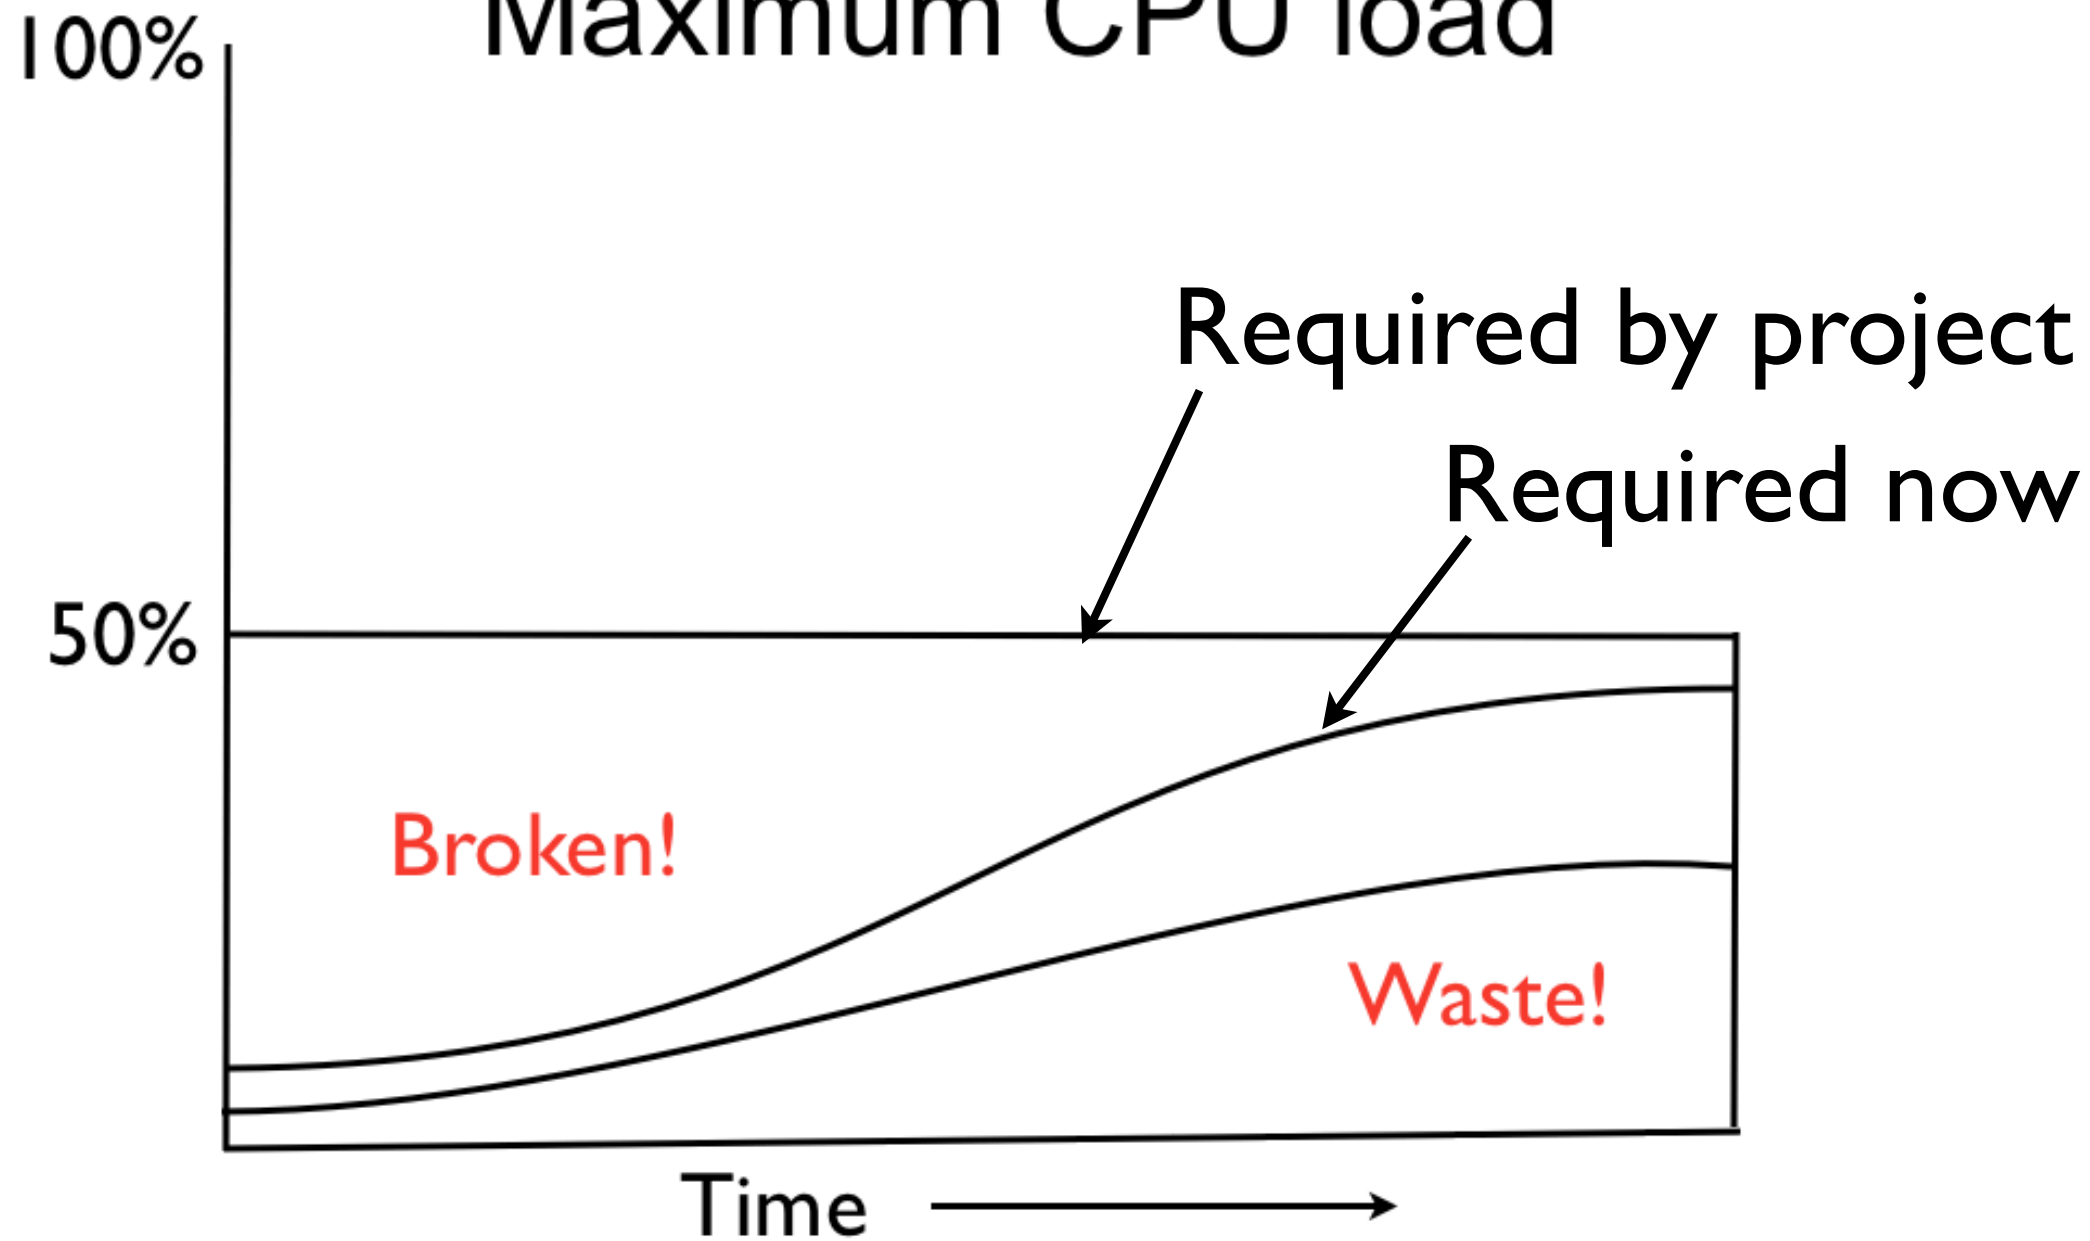 Maximum CPU load
100%
Required by project
Required now
50%
Broken!
Waste!
Time